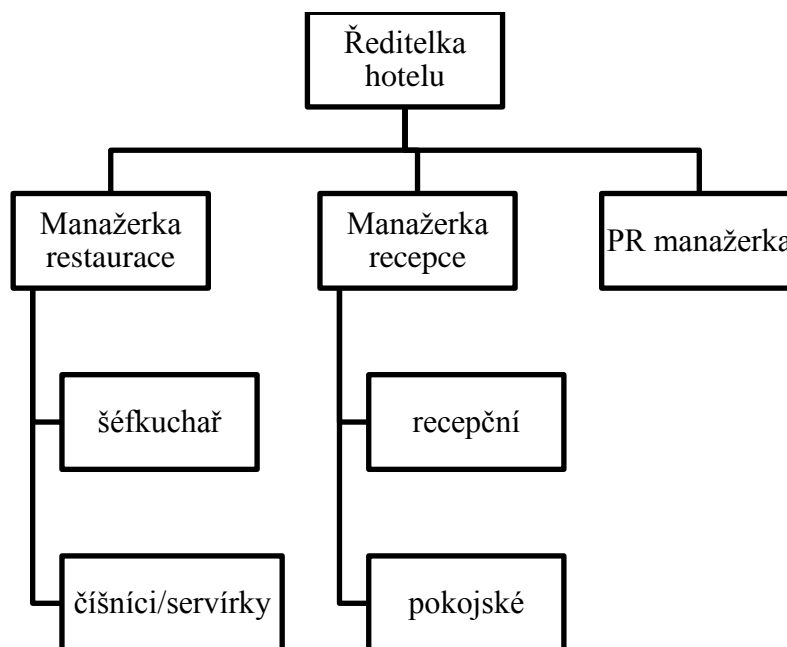 Ředitelka
hotelu
Manažerka
restaurace
Manažerka
recepce
PR manažerka
šéfkuchař
recepční
číšníci/servírky
pokojské